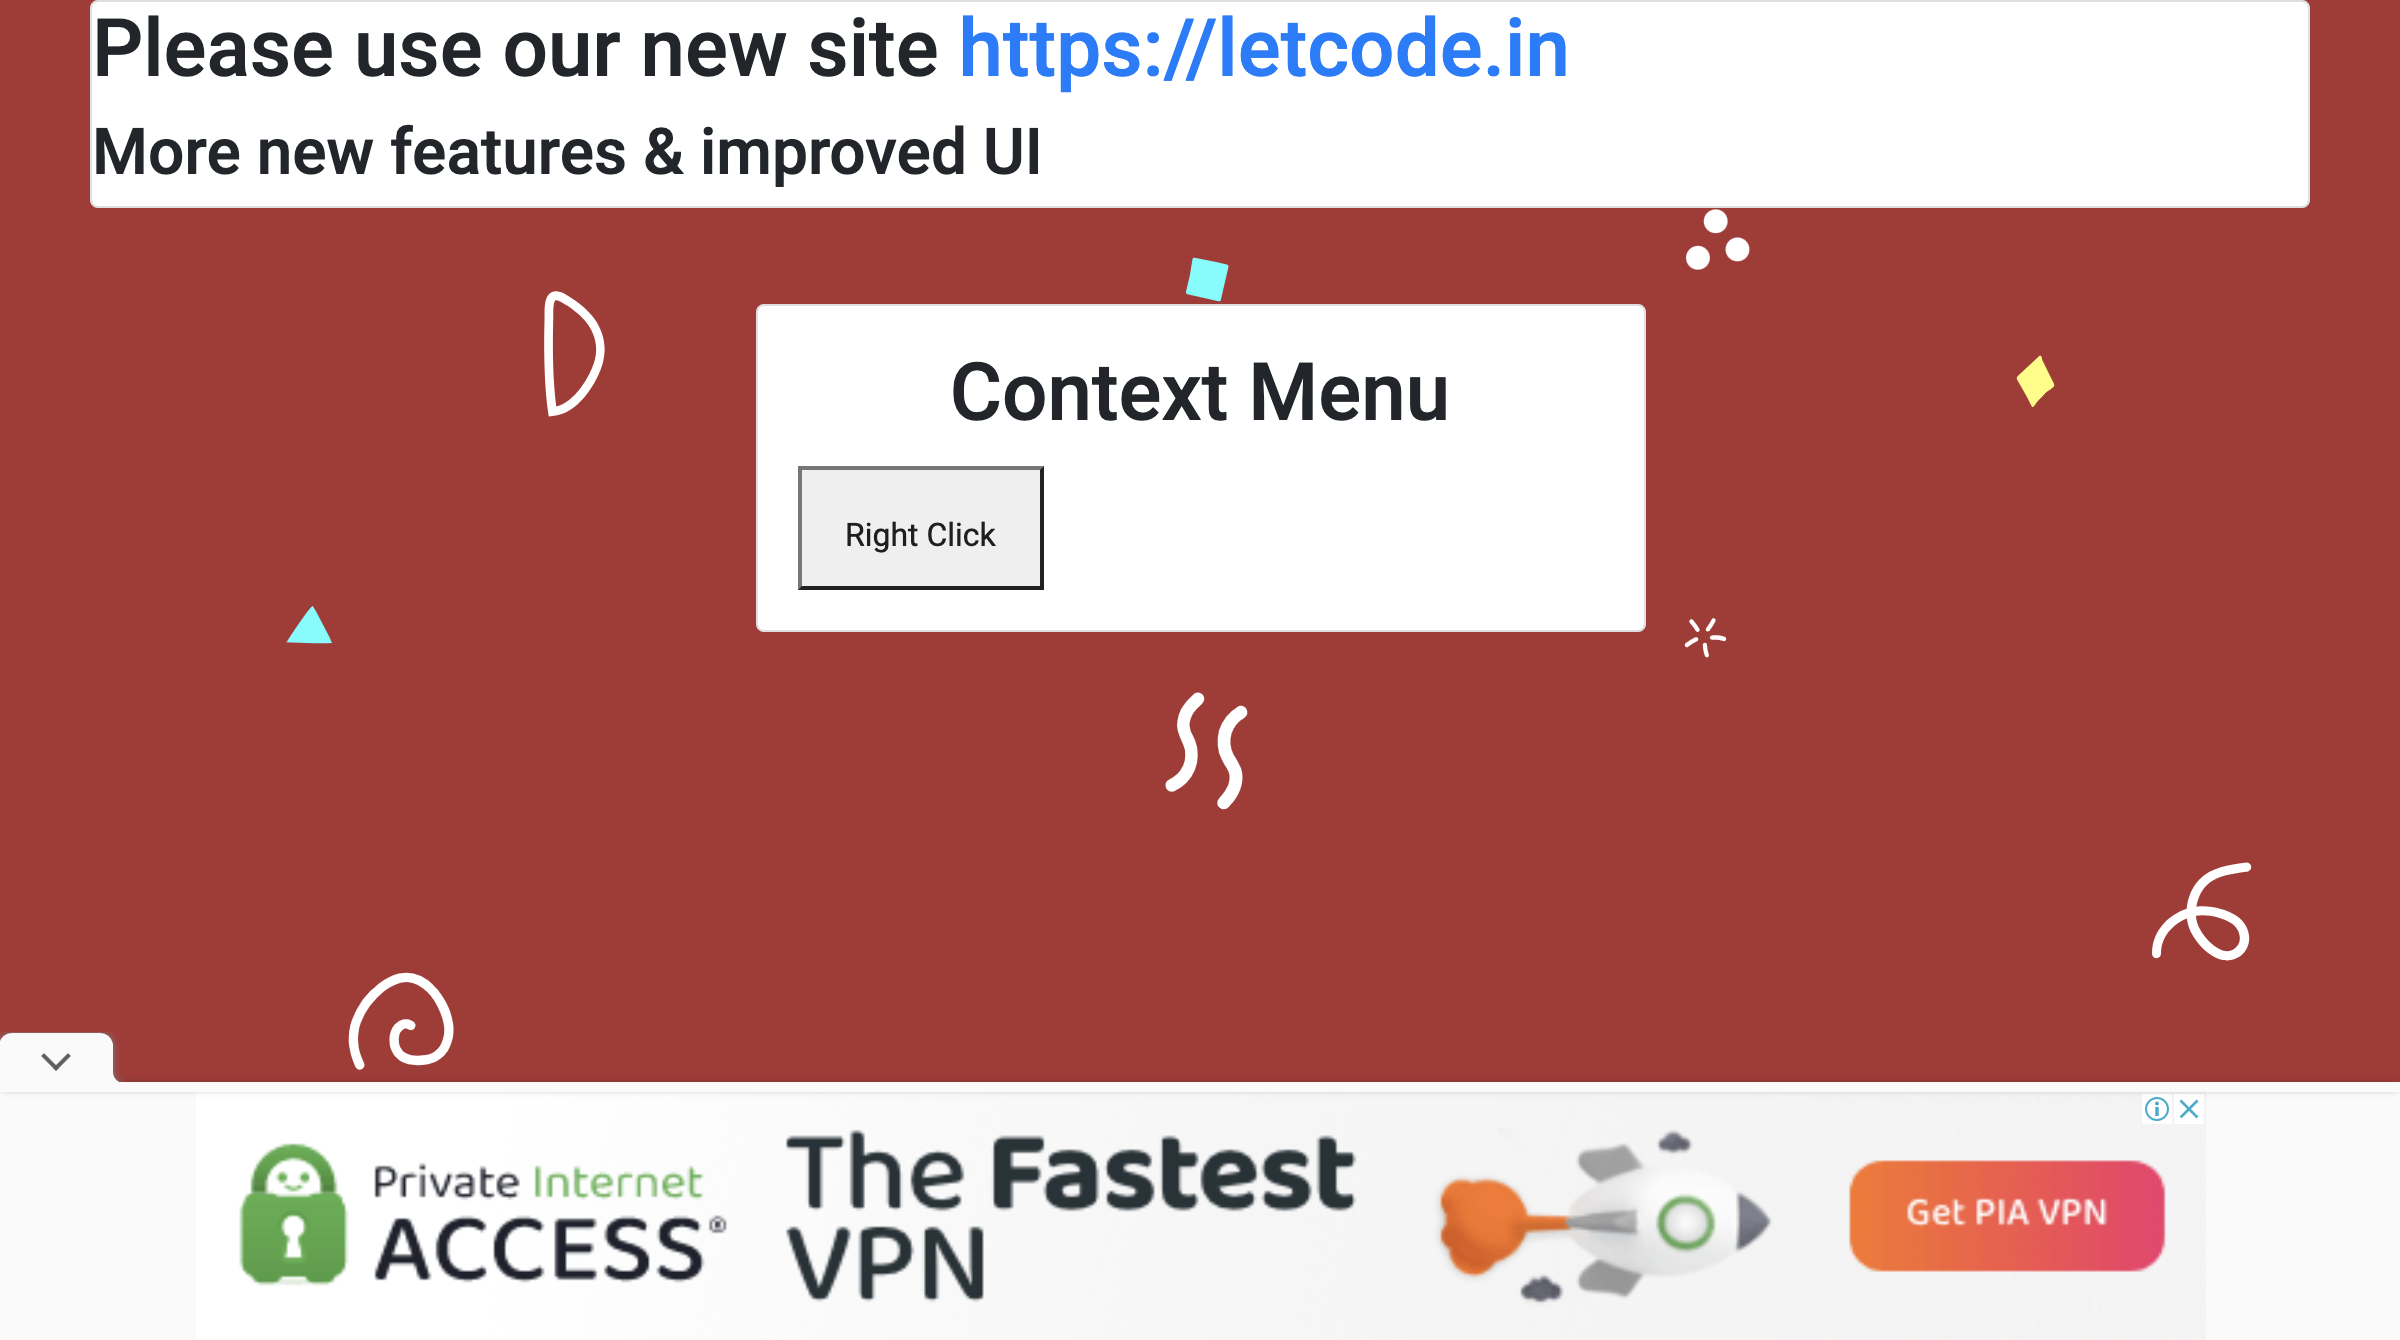 Please use our new site https://letcode.in
More new features & improved UI
Context Menu
Right Click
Private Internet
ACCESS®
The Fastest
VPN
Get PIA VPN